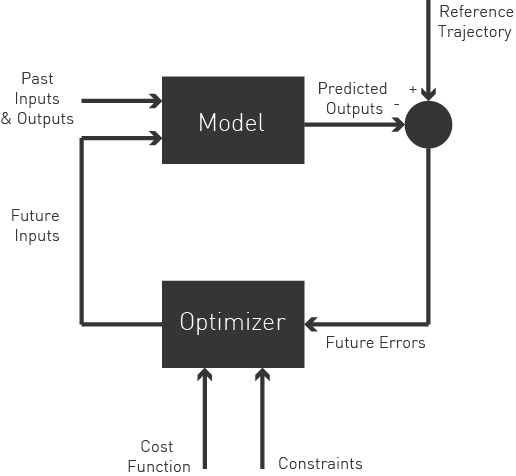 Reference
Trajectory
Past
Inputs
& Outputs
Predicted
Outputs
+
-
Model
Future
Inputs
Optimizer
Future Errors
Cost
Function
Constraints